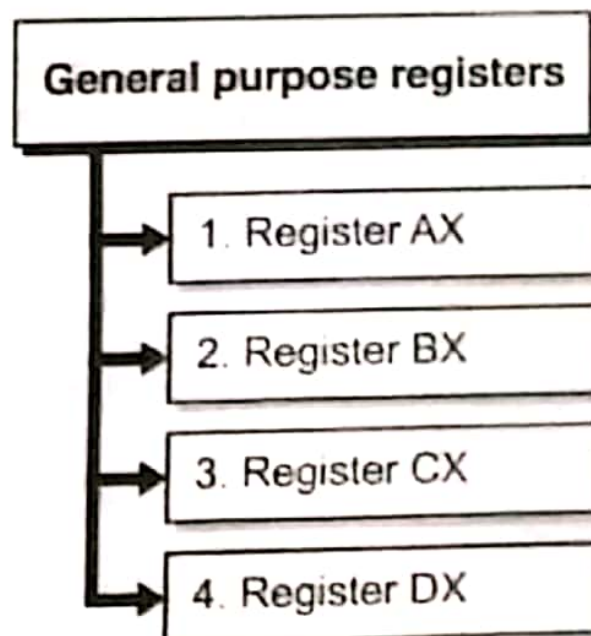 General purpose registers
1. Register AX
2. Register BX
3. Register CX
4. Register DX